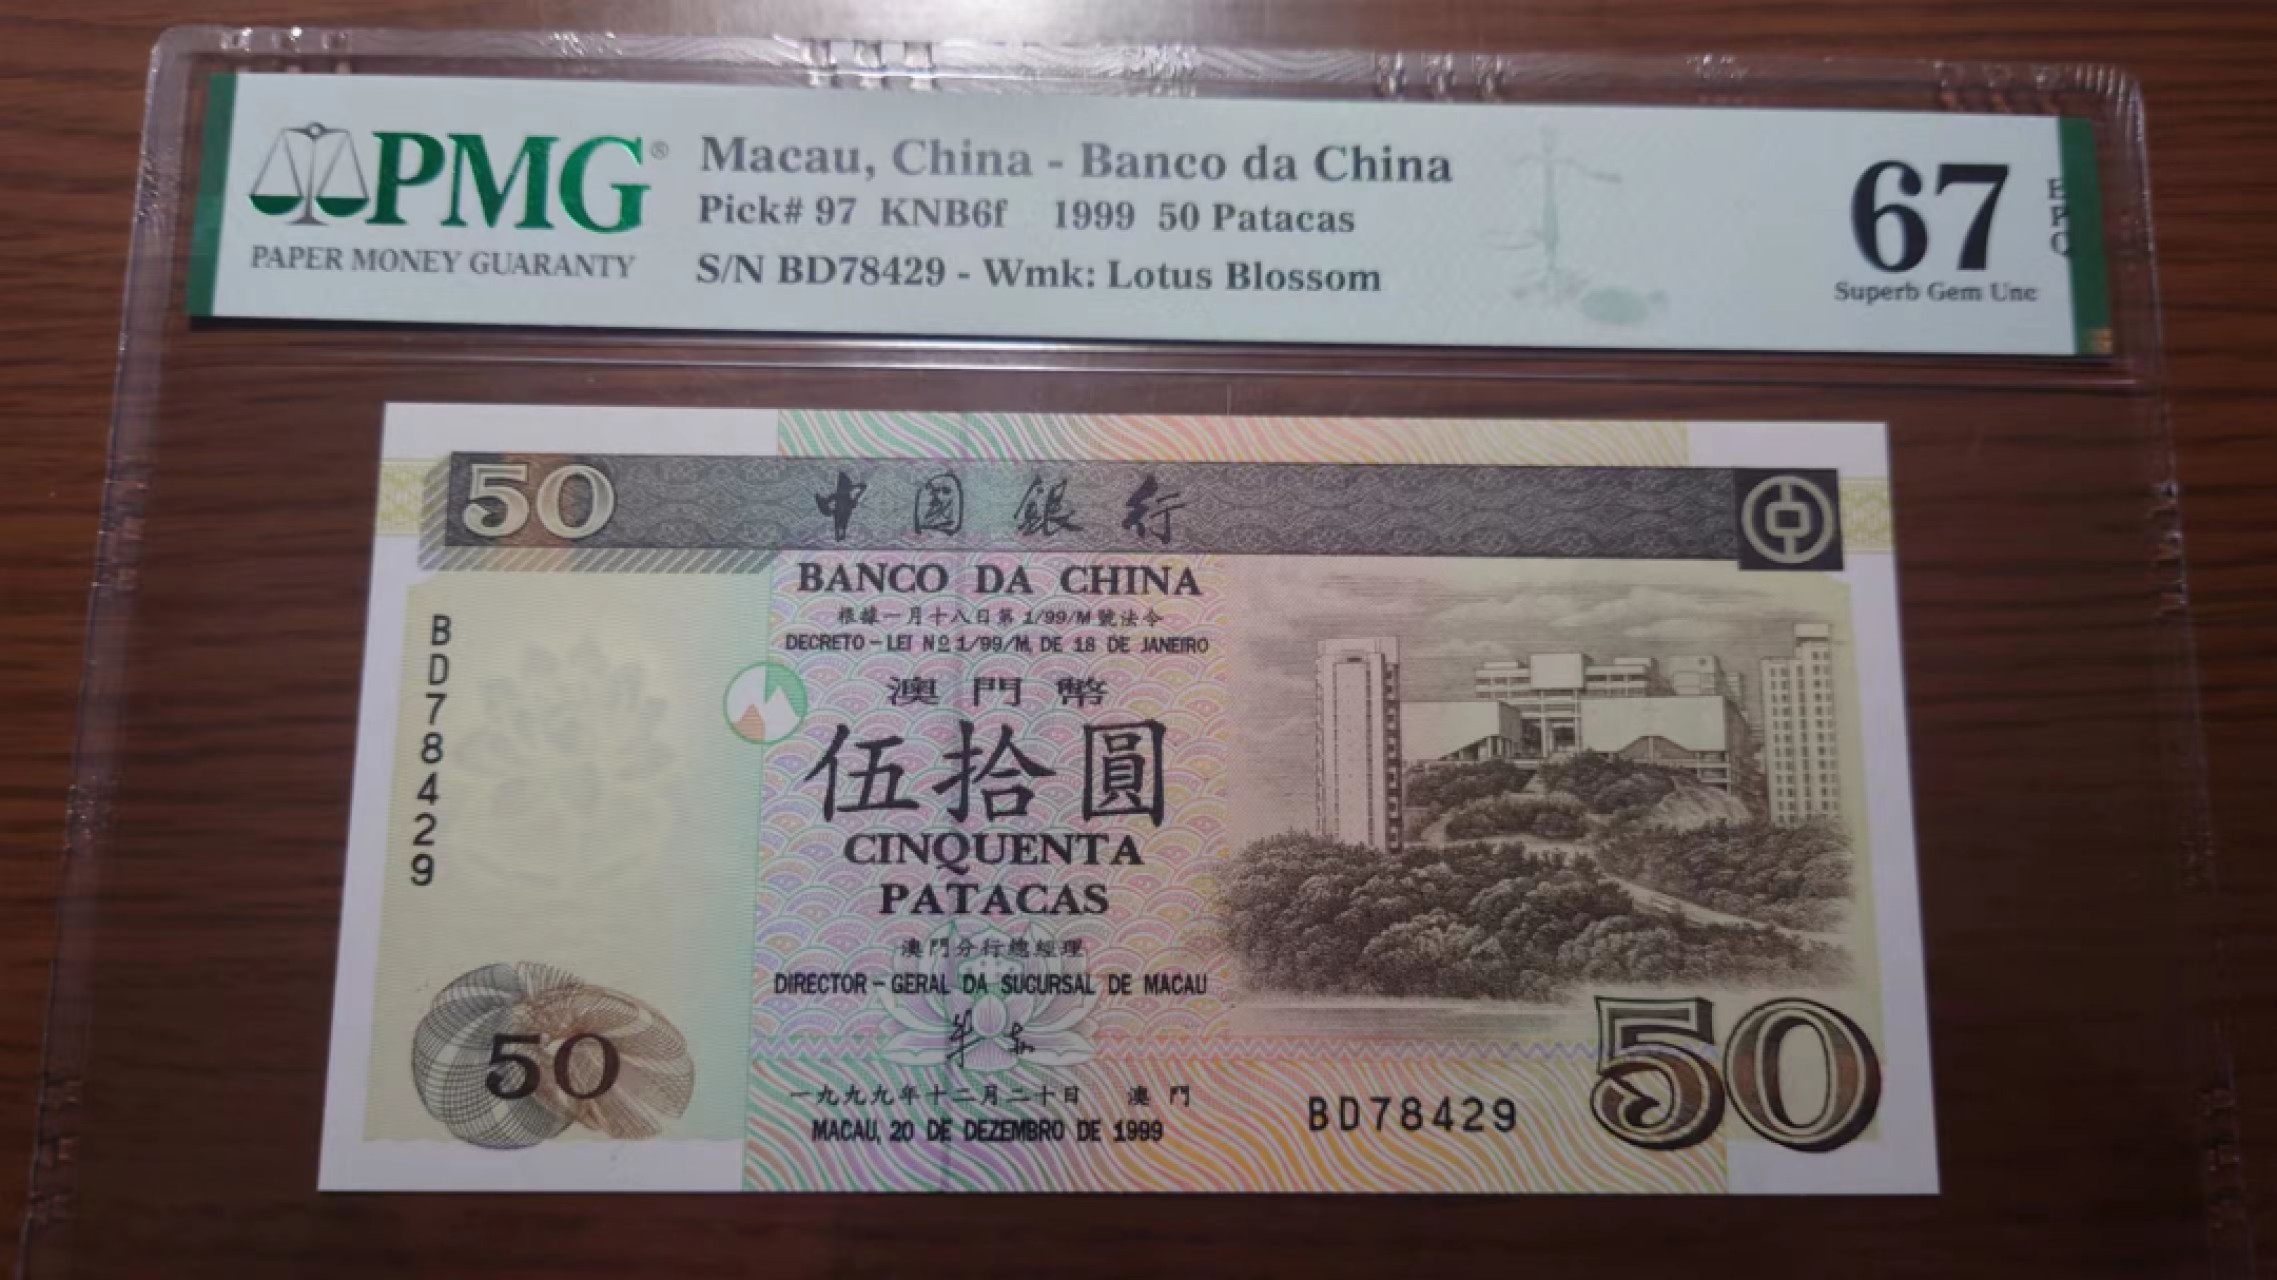 PMG®
PAPER MONEY GUARANTY
Macau, China - Banco da China
Pick# 97 KNB6f 1999 50 Patacas
S/N BD78429 - Wmk: Lotus Blossom
67
EPQ
Superb Gem Unc
50
中國銀行
BANCO DA CHINA
根據一月十八日第1/99/M號法令
DECRETO-LEI Nº 1/99/M, DE 18 DE JANEIRO
BD78429
澳門幣
伍拾圓
CINQUENTA
PATACAS
澳門分行總經理
DIRECTOR-GERAL DA SUCURSAL DE MACAU
50
一九九九年十二月二十日 澳門
MACAU, 20 DE DEZEMBRO DE 1999
BD78429
50